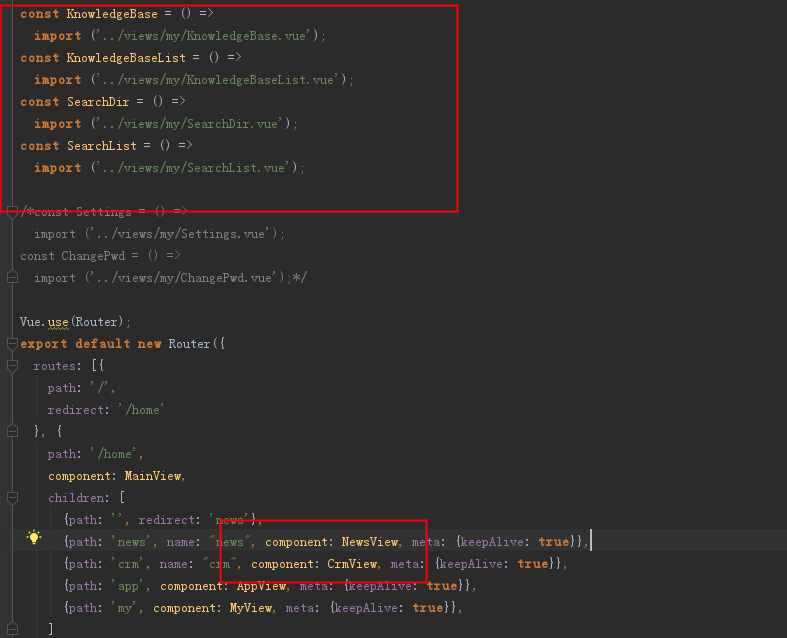 const KnowledgeBase = () =>
import ('../views/my/KnowledgeBase.vue');
const KnowledgeBaseList = () =>
import ('../views/my/KnowledgeBaseList.vue');
const SearchDir = () =>
import ('../views/my/SearchDir.vue');
const SearchList = () =>
import ('../views/my/SearchList.vue');
/*const Settings = () =>
import ('../views/my/Settings.vue');
const ChangePwd = () =>
import ('../views/my/ChangePwd.vue');*/
Vue.use(Router);
export default new Router({
routes: [{
path: '/',
redirect: '/home'
}, {
path: '/home',
component: MainView,
children: [
{path: '', redirect: 'news'},
{path: 'news', name: "news", component: NewsView, meta: {keepAlive: true}},
{path: 'crm', name: "crm", component: CrmView, meta: {keepAlive: true}},
{path: 'app', component: AppView, meta: {keepAlive: true}},
{path: 'my', component: MyView, meta: {keepAlive: true}},
]